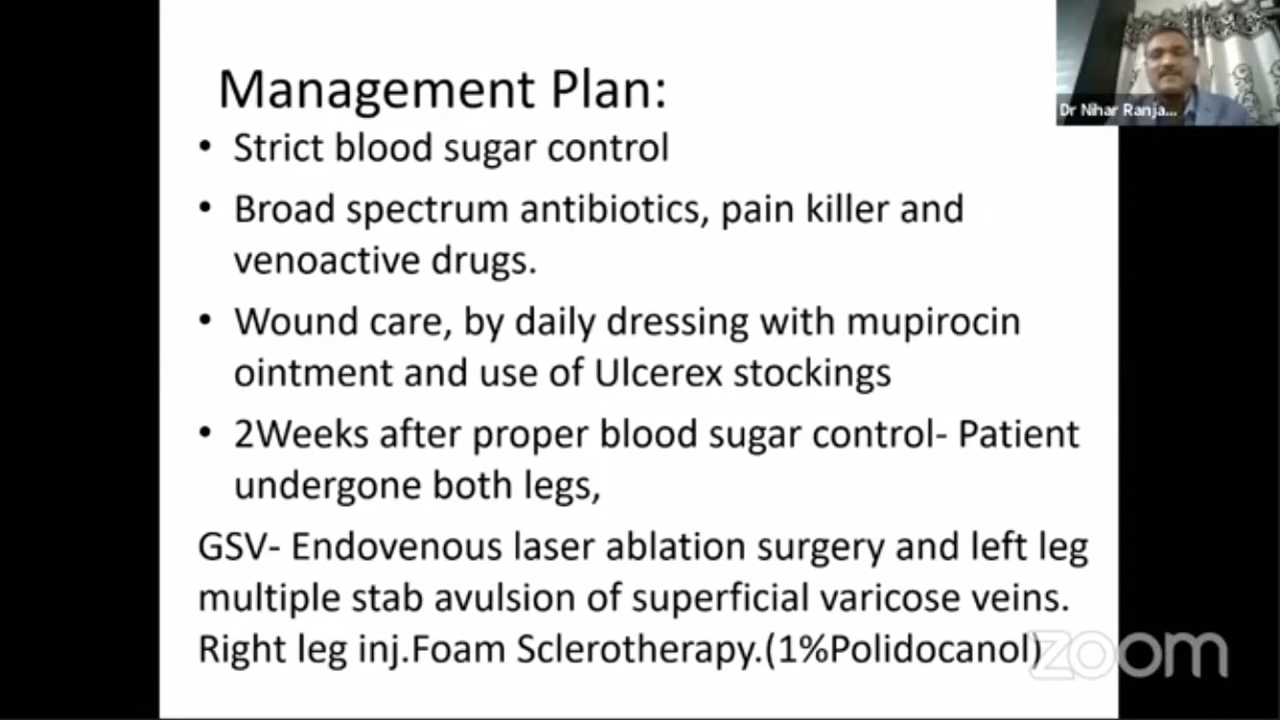 Management Plan:
• Strict blood sugar control
• Broad spectrum antibiotics, pain killer and
venoactive drugs.
• Wound care, by daily dressing with mupirocin
ointment and use of Ulcerex stockings
• 2Weeks after proper blood sugar control- Patient
undergone both legs,
GSV- Endovenous laser ablation surgery and left leg
multiple stab avulsion of superficial varicose veins.
Right leg inj.Foam Sclerotherapy.(1%Polidocanol)
Dr Nihar Ranja...
zoom